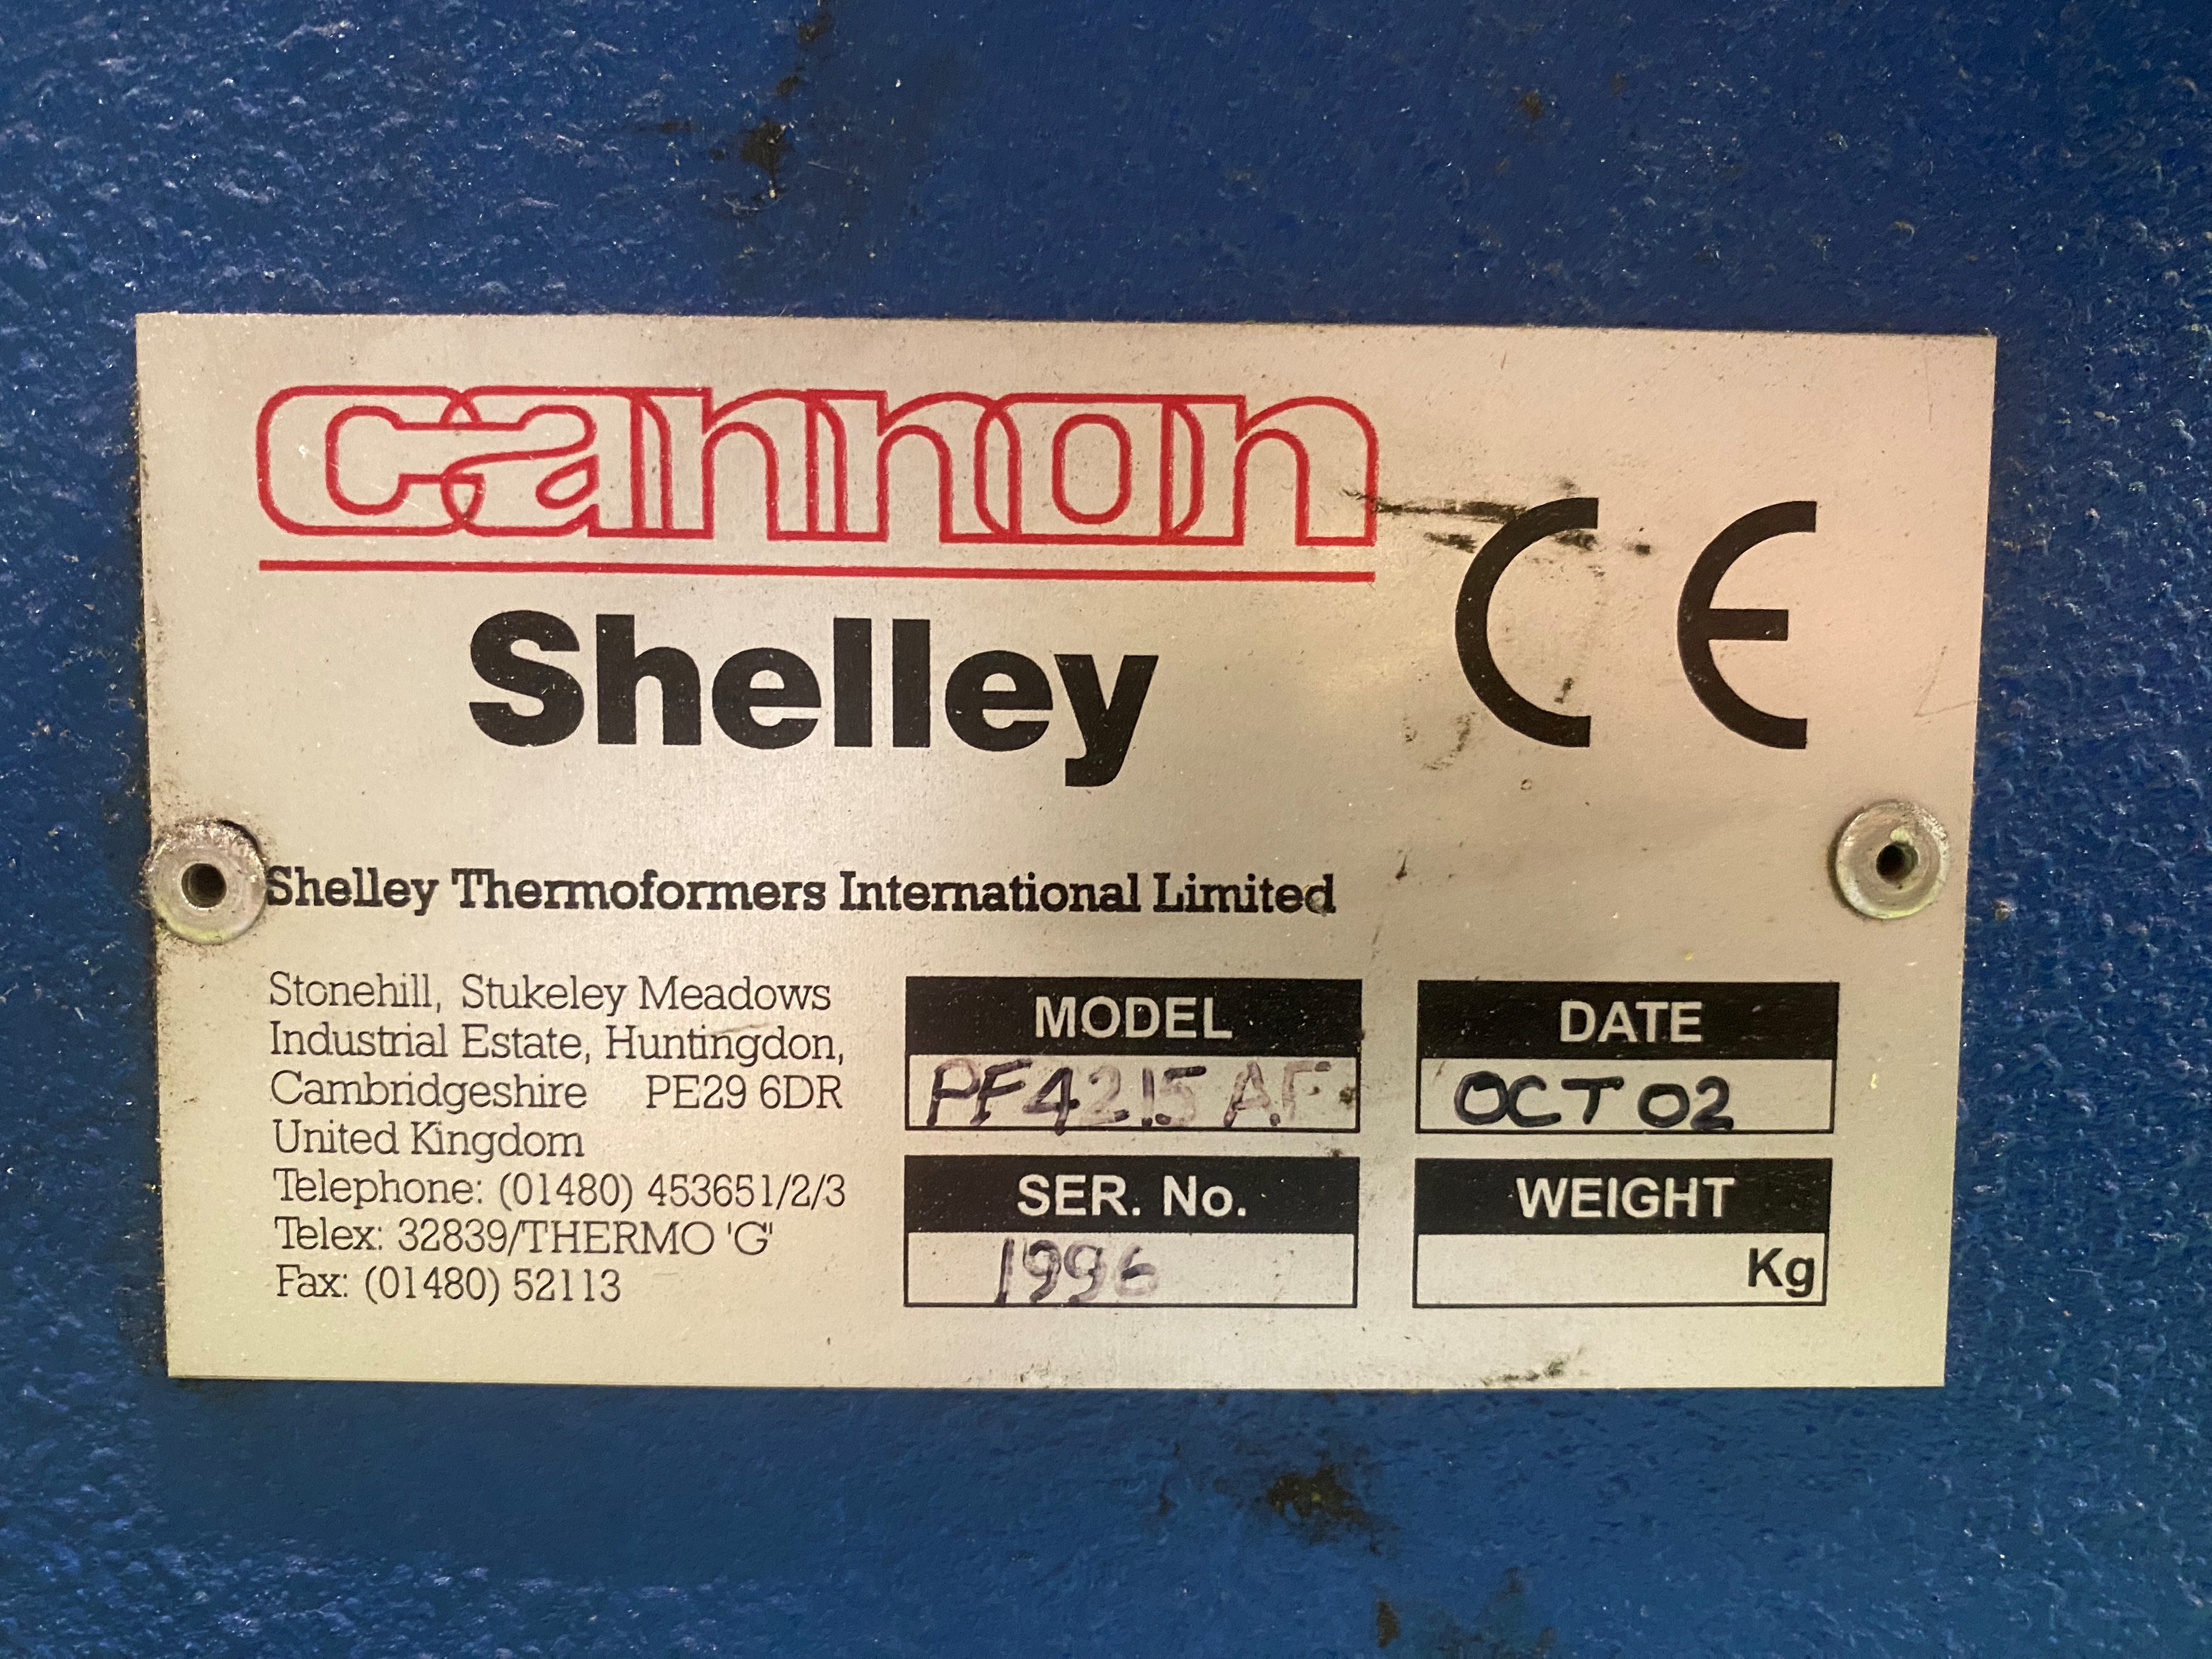 cannon
Shelley
CE
Shelley Thermoformers International Limited
Stonehill, Stukeley Meadows
Industrial Estate, Huntingdon,
Cambridgeshire PE29 6DR
United Kingdom
Telephone: (01480) 453651/2/3
Telex: 32839/THERMO 'G'
Fax: (01480) 52113
MODEL
PF4215 A.F
DATE
OCT 02
SER. No.
1996
WEIGHT
Kg